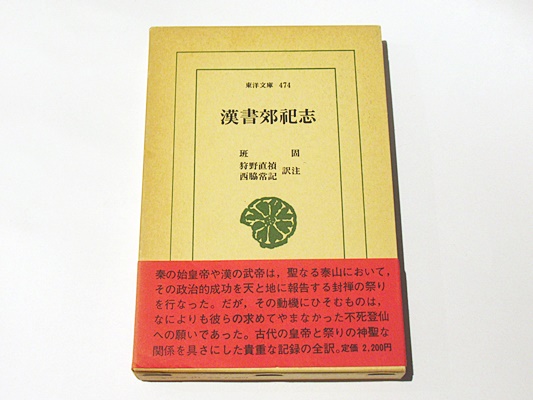 東洋文庫 474
漢書郊祀志
班固
狩野直禎
西脇常記 訳注
秦の始皇帝や漢の武帝は，聖なる泰山において，
その政治的成功を天と地に報告する封禅の祭り
を行なった。だが，その動機にひそむものは，
なによりも彼らの求めてやまなかった不死登仙
への願いであった。古代の皇帝と祭りの神聖な
関係を具さにした貴重な記録の全訳。定価 2,200円